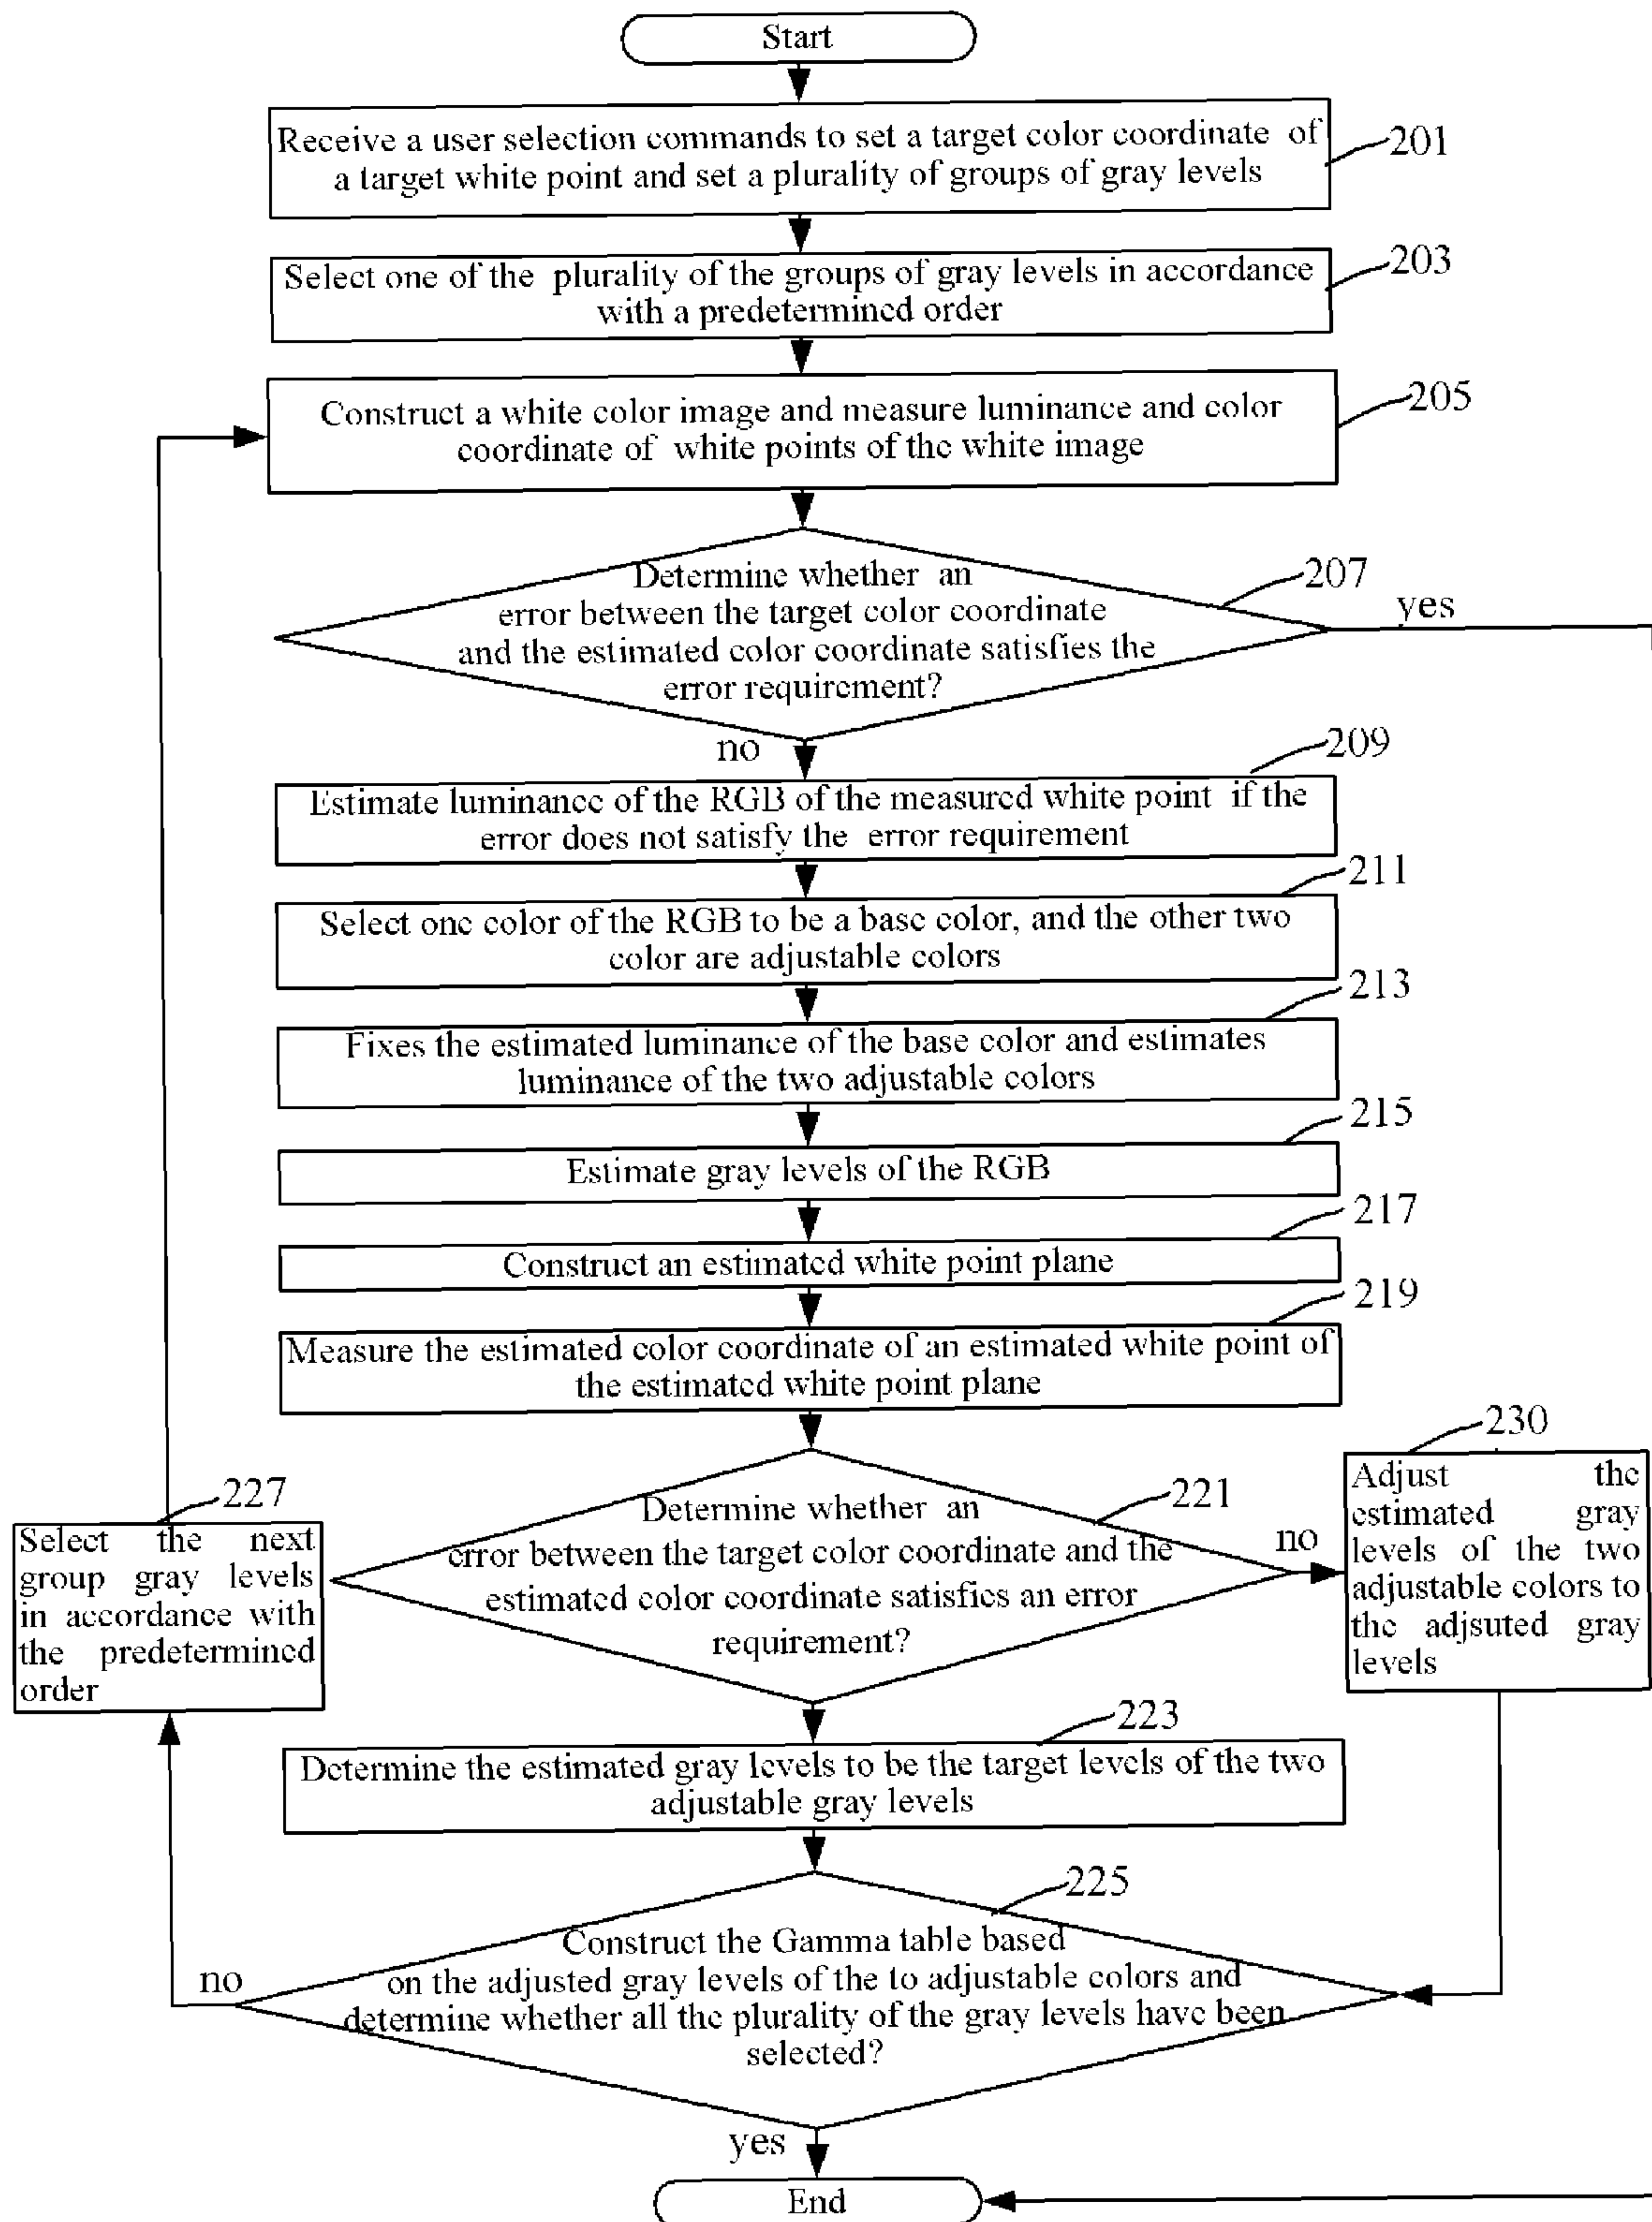 Start
Receive a user selection commands to set a target color coordinate of
a target white point and set a plurality of groups of gray levels
201
Select one of the plurality of the groups of gray levels in accordance
with a predetermined order
203
Construct a white color image and measure luminance and color
coordinate of white points of the white image
205
Determine whether an
error between the target color coordinate
and the estimated color coordinate satisfies the
error requirement?
207
yes
no
209
Estimate luminance of the RGB of the measured white point if the
error does not satisfy the error requirement
211
Select one color of the RGB to be a base color, and the other two
color are adjustable colors
213
Fixes the estimated luminance of the base color and estimates
luminance of the two adjustable colors
215
Estimate gray levels of the RGB
217
Construct an estimated white point plane
219
Measure the estimated color coordinate of an estimated white point of
the estimated white point plane
227
Select the next
group gray levels
in accordance with
the predetermined
order
Determine whether an
error between the target color coordinate and the
estimated color coordinate satisfies an error
requirement?
221
no
230
Adjust the
estimated gray
levels of the two
adjustable colors to
the adjsuted gray
levels
223
Determine the estimated gray levels to be the target levels of the two
adjustable gray levels
225
Construct the Gamma table based
on the adjusted gray levels of the to adjustable colors and
determine whether all the plurality of the gray levels have been
selected?
no
yes
End